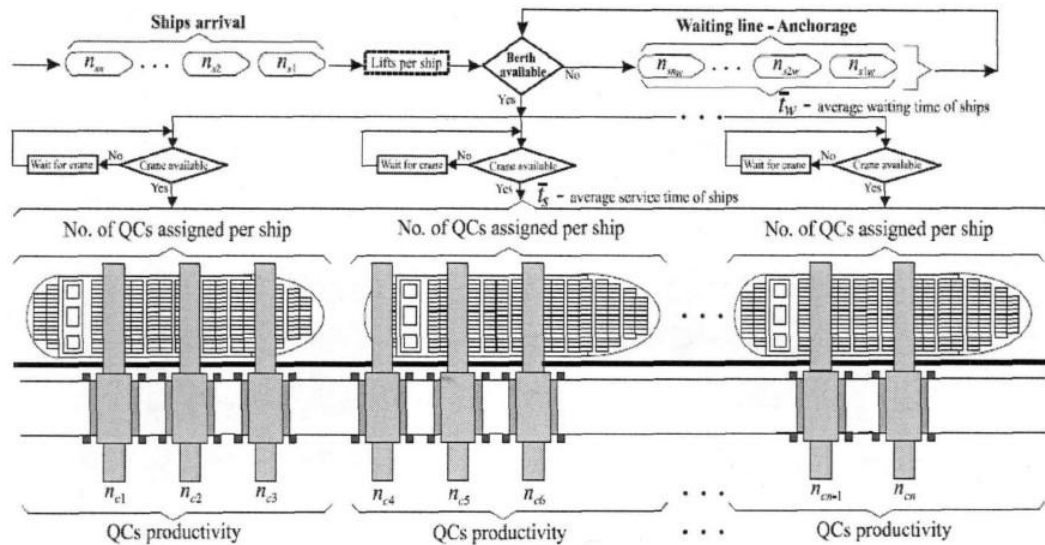 Ships arrival
Waiting line - Anchorage
n_sn . . . n_s2 n_s1
Lifts per ship
Berth available
No
n_snw . . . n_s2w n_s1w
Yes
t̄_W - average waiting time of ships
. . .
Wait for crane
No
Crane available
Yes
Wait for crane
No
Crane available
Yes
Wait for crane
No
Crane available
Yes
t̄_s - average service time of ships
No. of QCs assigned per ship
No. of QCs assigned per ship
No. of QCs assigned per ship
. . .
n_c1 n_c2 n_c3 n_c4 n_c5 n_c6 . . . n_cn-1 n_cn
QCs productivity
QCs productivity
. . .
QCs productivity